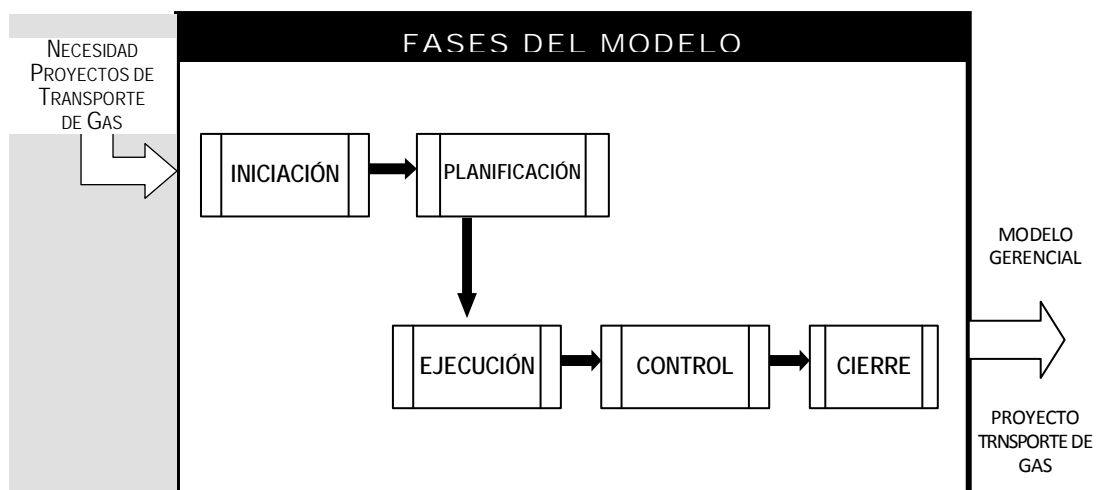 FASES DEL MODELO
NECESIDAD
PROYECTOS DE
TRANSPORTE
DE GAS
INICIACIÓN
PLANIFICACIÓN
EJECUCIÓN
CONTROL
CIERRE
MODELO
GERENCIAL
PROYECTO
TRNSPORTE DE
GAS